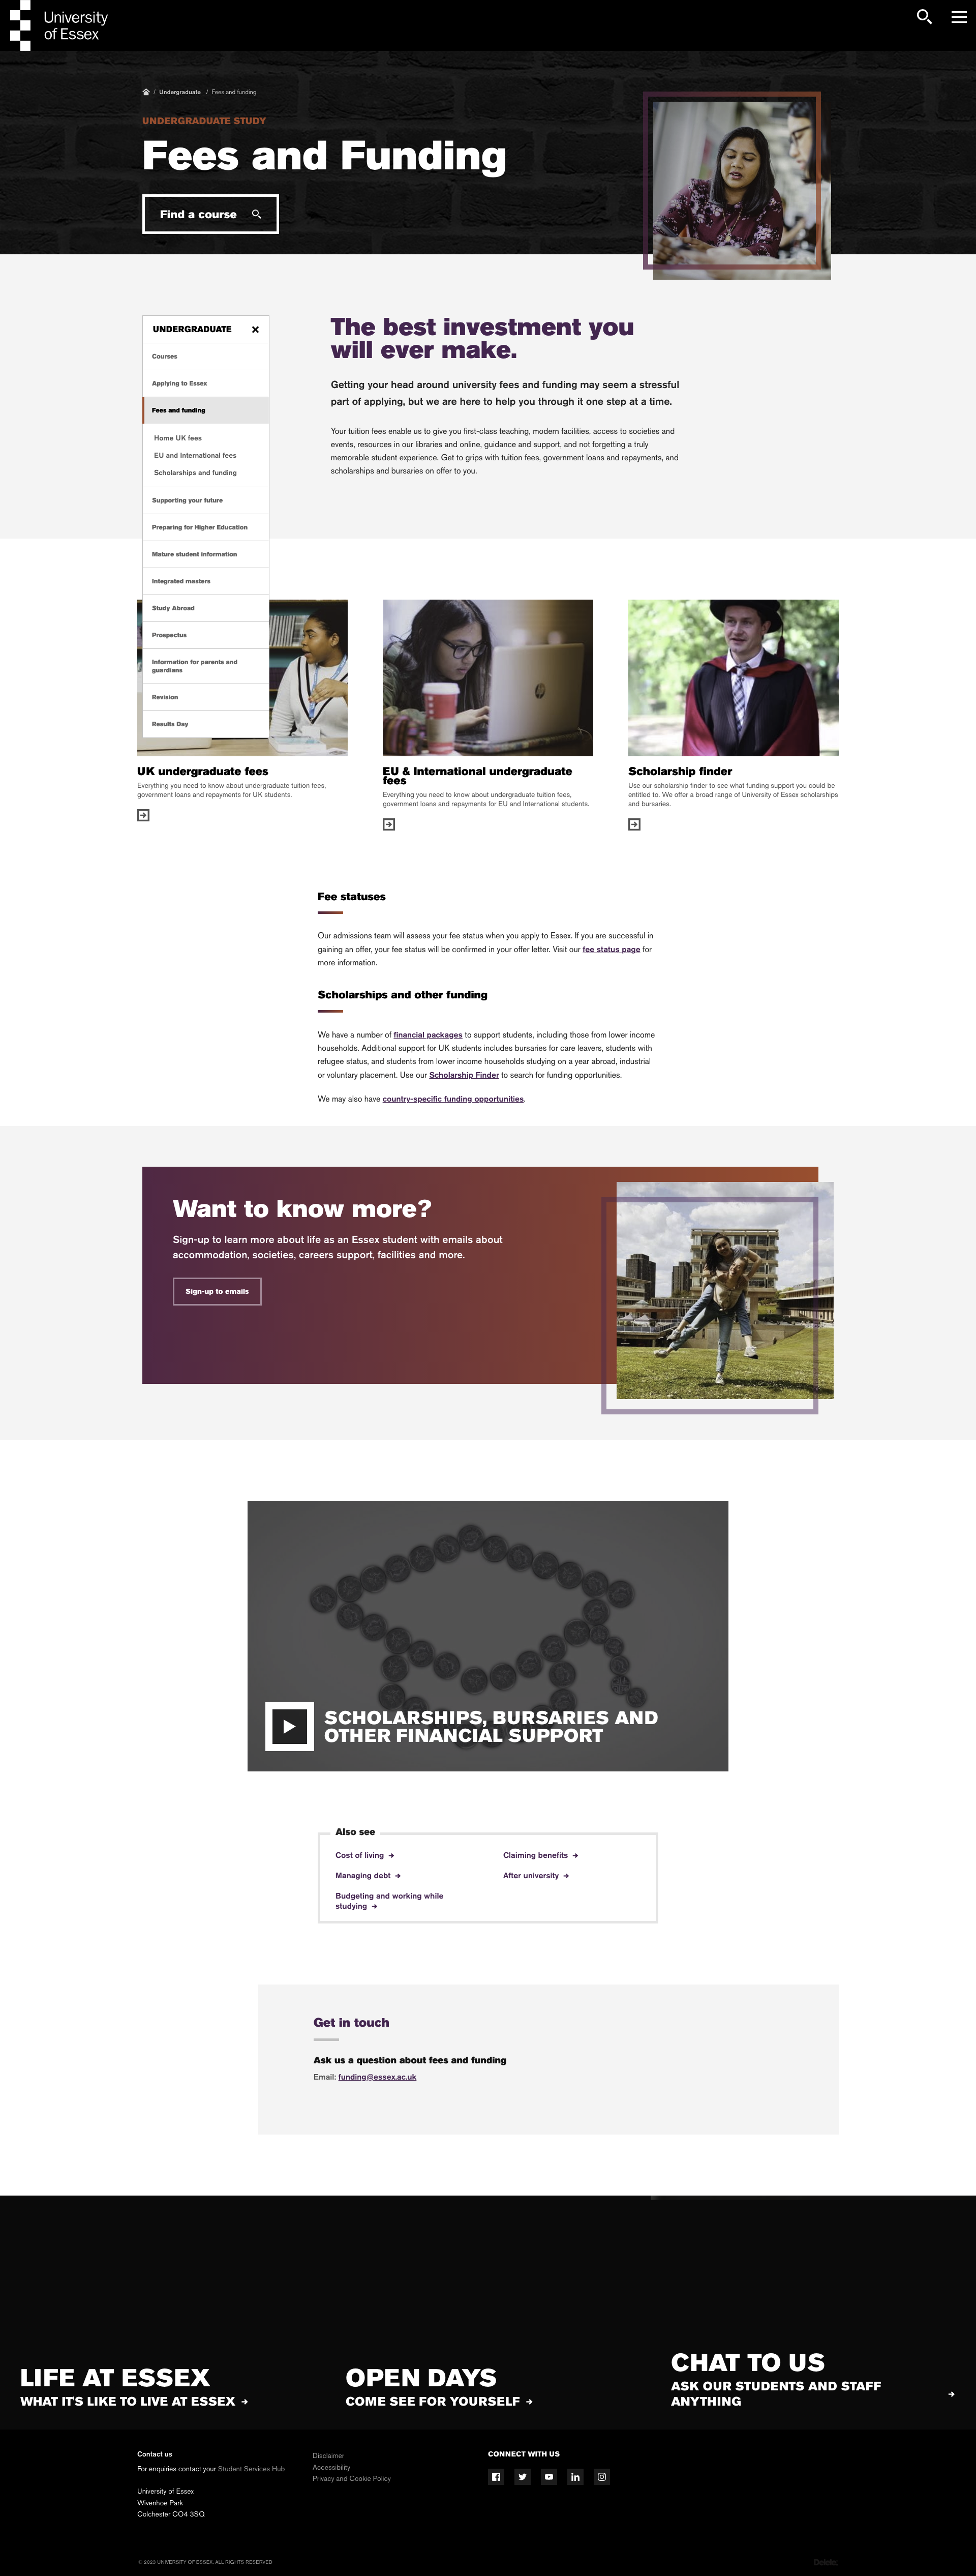 University
of Essex
/ Undergraduate / Fees and funding
UNDERGRADUATE STUDY
Fees and Funding
Find a course
UNDERGRADUATE
Courses
Applying to Essex
Fees and funding
Home UK fees
EU and International fees
Scholarships and funding
Supporting your future
Preparing for Higher Education
Mature student information
Integrated masters
Study Abroad
Prospectus
Information for parents and
guardians
Revision
Results Day
The best investment you
will ever make.
Getting your head around university fees and funding may seem a stressful
part of applying, but we are here to help you through it one step at a time.
Your tuition fees enable us to give you first-class teaching, modern facilities, access to societies and
events, resources in our libraries and online, guidance and support, and not forgetting a truly
memorable student experience. Get to grips with tuition fees, government loans and repayments, and
scholarships and bursaries on offer to you.
UK undergraduate fees
Everything you need to know about undergraduate tuition fees,
government loans and repayments for UK students.
EU & International undergraduate
fees
Everything you need to know about undergraduate tuition fees,
government loans and repayments for EU and International students.
Scholarship finder
Use our scholarship finder to see what funding support you could be
entitled to. We offer a broad range of University of Essex scholarships
and bursaries.
Fee statuses
Our admissions team will assess your fee status when you apply to Essex. If you are successful in
gaining an offer, your fee status will be confirmed in your offer letter. Visit our fee status page for
more information.
Scholarships and other funding
We have a number of financial packages to support students, including those from lower income
households. Additional support for UK students includes bursaries for care leavers, students with
refugee status, and students from lower income households studying on a year abroad, industrial
or voluntary placement. Use our Scholarship Finder to search for funding opportunities.
We may also have country-specific funding opportunities.
Want to know more?
Sign-up to learn more about life as an Essex student with emails about
accommodation, societies, careers support, facilities and more.
Sign-up to emails
SCHOLARSHIPS, BURSARIES AND
OTHER FINANCIAL SUPPORT
Also see
Cost of living
Claiming benefits
Managing debt
After university
Budgeting and working while
studying
Get in touch
Ask us a question about fees and funding
Email: funding@essex.ac.uk
LIFE AT ESSEX
WHAT IT'S LIKE TO LIVE AT ESSEX
OPEN DAYS
COME SEE FOR YOURSELF
CHAT TO US
ASK OUR STUDENTS AND STAFF
ANYTHING
Contact us
For enquiries contact your Student Services Hub
University of Essex
Wivenhoe Park
Colchester CO4 3SQ
Disclaimer
Accessibility
Privacy and Cookie Policy
CONNECT WITH US
© 2023 UNIVERSITY OF ESSEX. ALL RIGHTS RESERVED